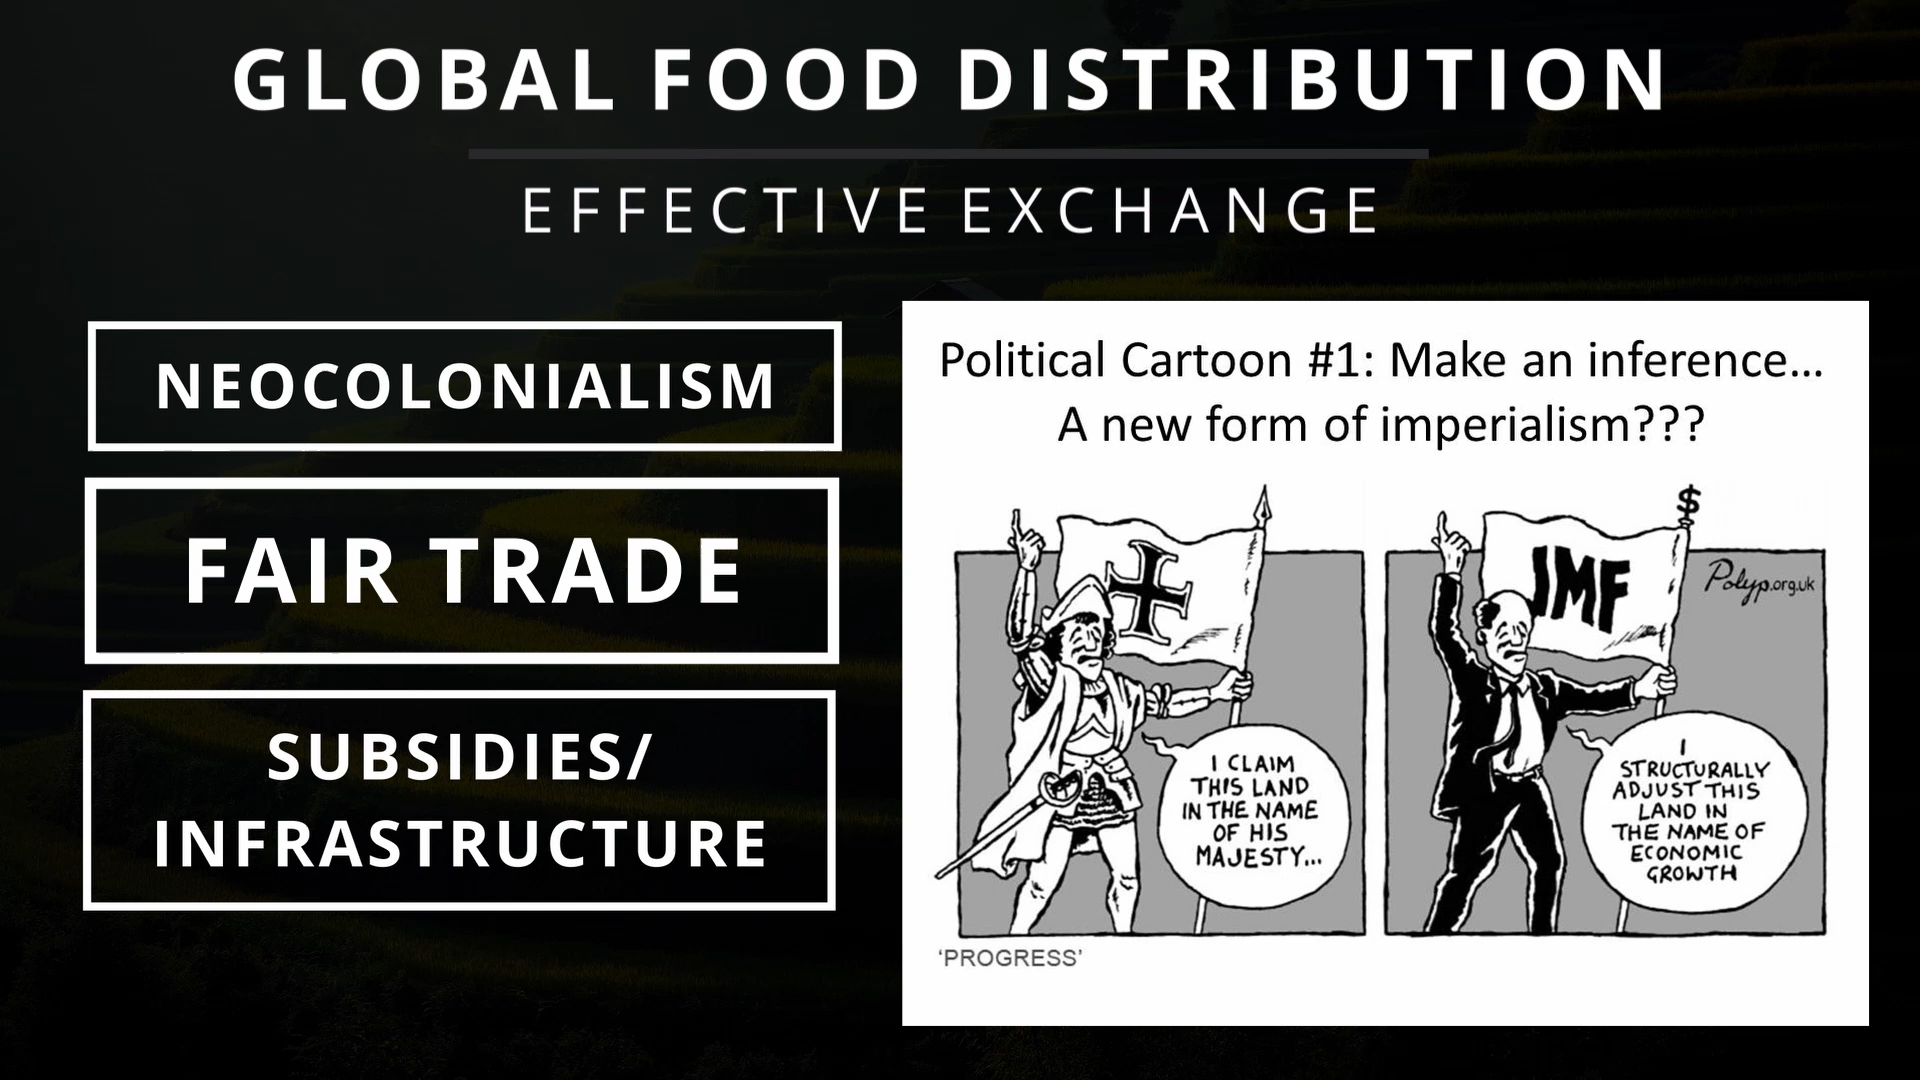 GLOBAL FOOD DISTRIBUTION
EFFECTIVE EXCHANGE
NEOCOLONIALISM
FAIR TRADE
SUBSIDIES/
INFRASTRUCTURE
Political Cartoon #1: Make an inference...
A new form of imperialism???
$
IMF
Polyp.org.uk
I CLAIM
THIS LAND
IN THE NAME
OF HIS
MAJESTY...
I
STRUCTURALLY
ADJUST THIS
LAND IN
THE NAME OF
ECONOMIC
GROWTH
‘PROGRESS’